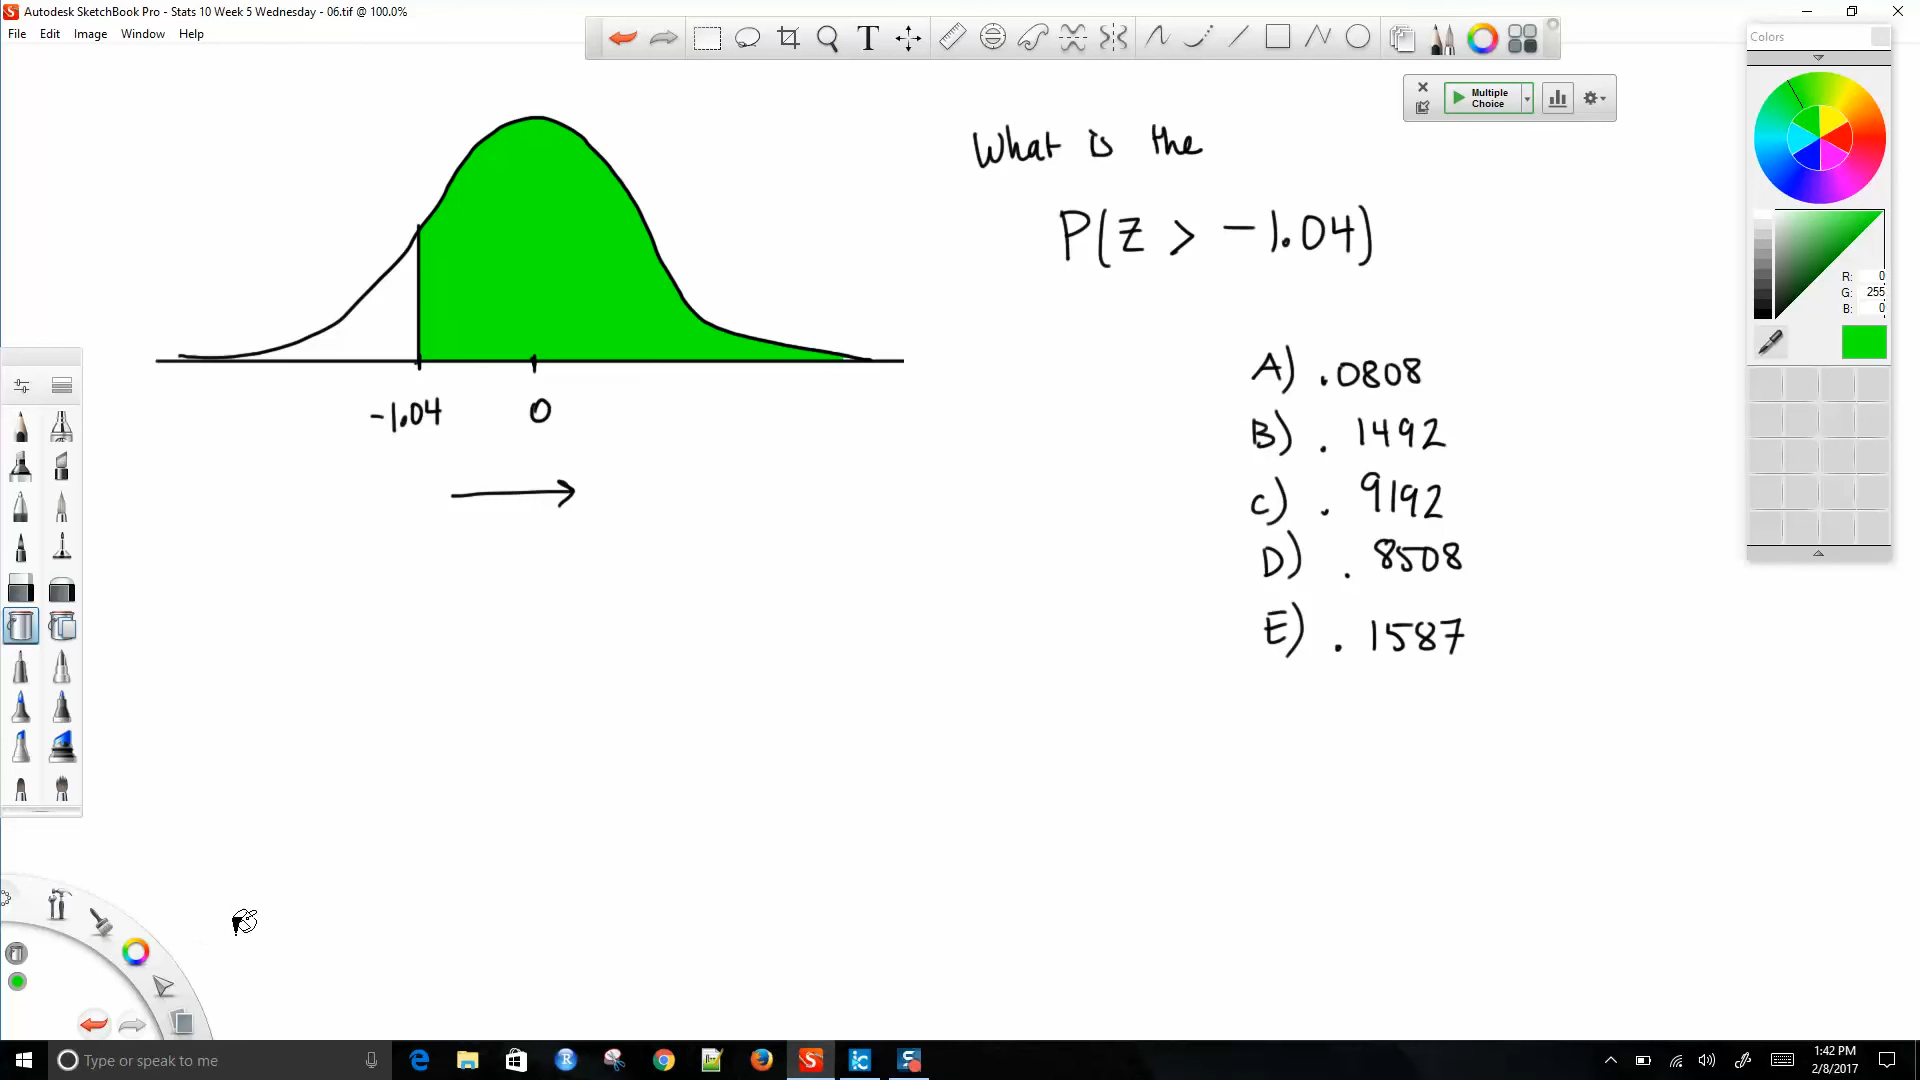 Autodesk SketchBook Pro - Stats 10 Week 5 Wednesday - 06.tif @ 100.0%
File Edit Image Window Help
T
Colors
Multiple
Choice
What is the
P(Z > -1.04)
R: 0
G: 255
B: 0
A) .0808
-1.04 0
B) . 1492
C) . 9192
D) . 8508
E) . 1587
Type or speak to me
1:42 PM
2/8/2017